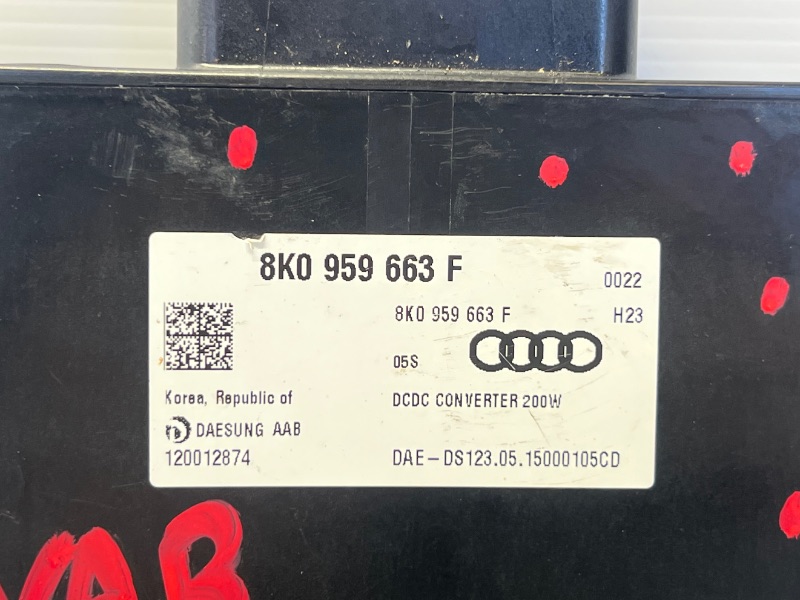 8K0 959 663 F
0022
8K0 959 663 F
H23
05S
Korea, Republic of
DCDC CONVERTER 200W
DAESUNG AAB
120012874
DAE-DS123.05.15000105CD